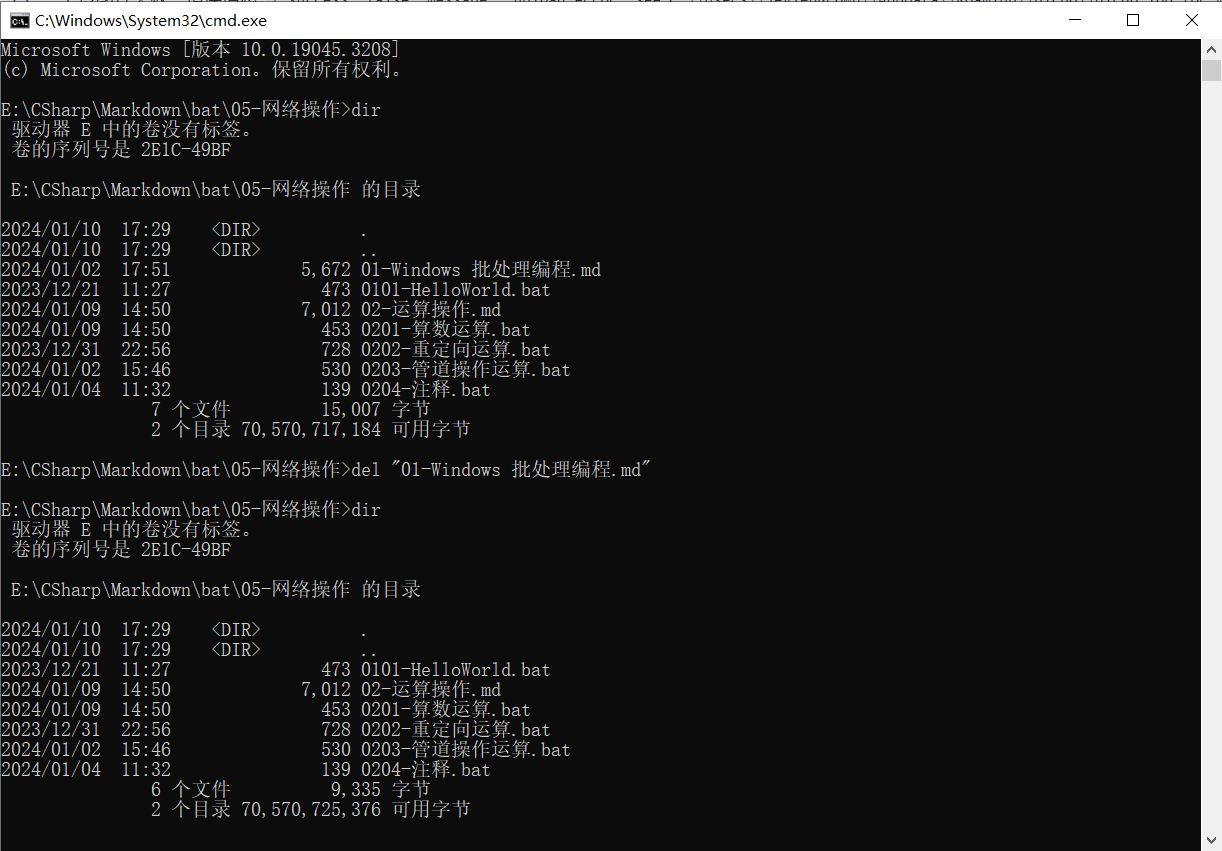 C:\Windows\System32\cmd.exe
Microsoft Windows [版本 10.0.19045.3208]
(c) Microsoft Corporation。保留所有权利。
E:\CSharp\Markdown\bat\05-网络操作>dir
驱动器 E 中的卷没有标签。
卷的序列号是 2E1C-49BF
E:\CSharp\Markdown\bat\05-网络操作 的目录
2024/01/10  17:29    <DIR>          .
2024/01/10  17:29    <DIR>          ..
2024/01/02  17:51             5,672 01-Windows 批处理编程.md
2023/12/21  11:27               473 0101-HelloWorld.bat
2024/01/09  14:50             7,012 02-运算操作.md
2024/01/09  14:50               453 0201-算数运算.bat
2023/12/31  22:56               728 0202-重定向运算.bat
2024/01/02  15:46               530 0203-管道操作运算.bat
2024/01/04  11:32               139 0204-注释.bat
7 个文件         15,007 字节
2 个目录 70,570,717,184 可用字节
E:\CSharp\Markdown\bat\05-网络操作>del "01-Windows 批处理编程.md"
E:\CSharp\Markdown\bat\05-网络操作>dir
驱动器 E 中的卷没有标签。
卷的序列号是 2E1C-49BF
E:\CSharp\Markdown\bat\05-网络操作 的目录
2024/01/10  17:29    <DIR>          .
2024/01/10  17:29    <DIR>          ..
2023/12/21  11:27               473 0101-HelloWorld.bat
2024/01/09  14:50             7,012 02-运算操作.md
2024/01/09  14:50               453 0201-算数运算.bat
2023/12/31  22:56               728 0202-重定向运算.bat
2024/01/02  15:46               530 0203-管道操作运算.bat
2024/01/04  11:32               139 0204-注释.bat
6 个文件          9,335 字节
2 个目录 70,570,725,376 可用字节